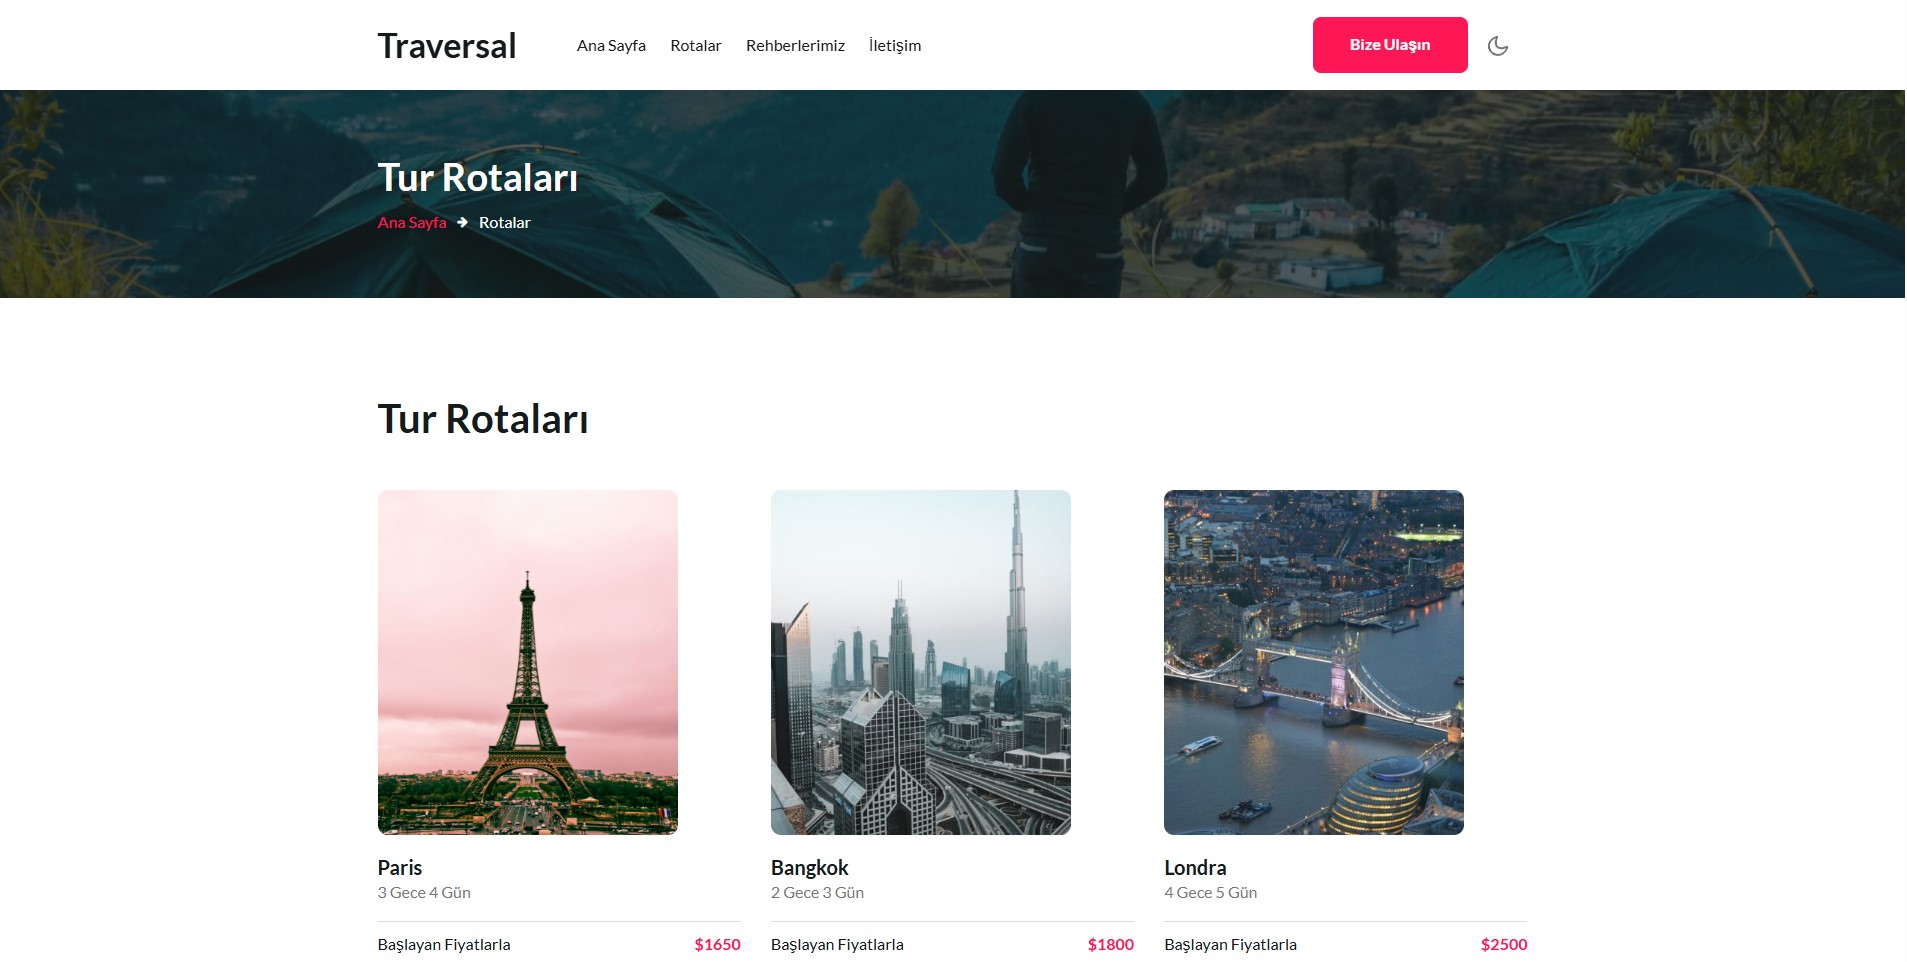 Traversal
Ana Sayfa Rotalar Rehberlerimiz İletişim
Bize Ulaşın
Tur Rotaları
Ana Sayfa Rotalar
Tur Rotaları
Paris
3 Gece 4 Gün
Başlayan Fiyatlarla $1650
Bangkok
2 Gece 3 Gün
Başlayan Fiyatlarla $1800
Londra
4 Gece 5 Gün
Başlayan Fiyatlarla $2500